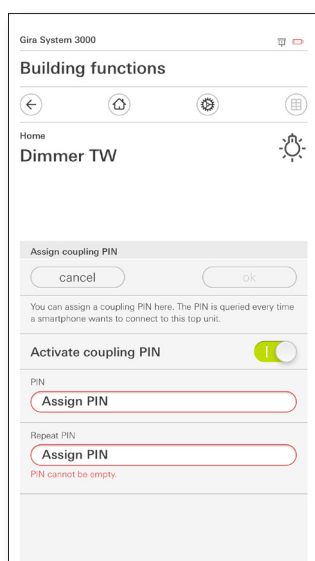 Gira System 3000
Building functions
Home
Dimmer TW
Assign coupling PIN
cancel
ok
You can assign a coupling PIN here. The PIN is queried every time
a smartphone wants to connect to this top unit.
Activate coupling PIN
PIN
Assign PIN
Repeat PIN
Assign PIN
PIN cannot be empty.